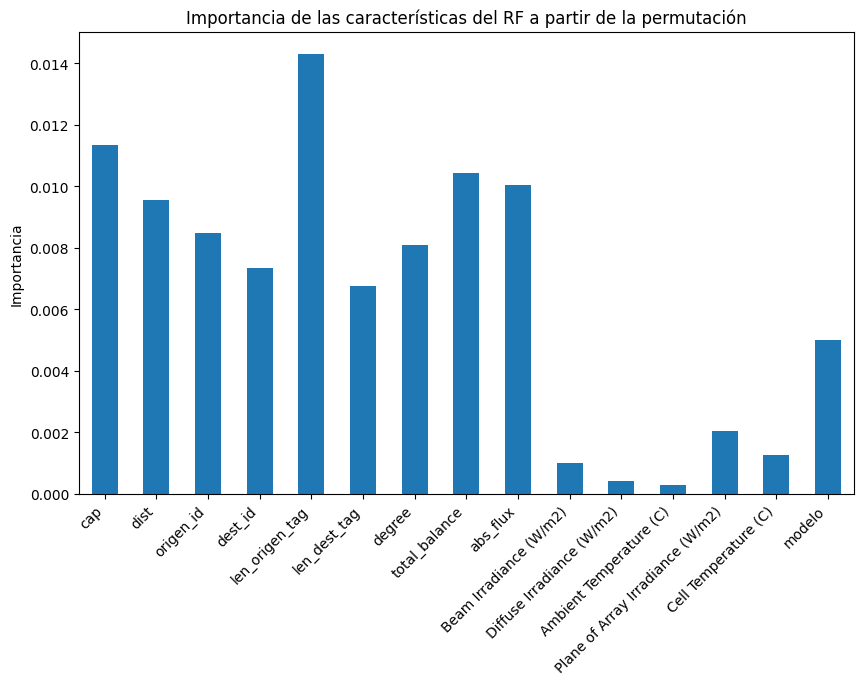 Importancia de las características del RF a partir de la permutación
Importancia
0.014
0.012
0.010
0.008
0.006
0.004
0.002
0.000
cap
dist
origen_id
dest_id
len_origen_tag
len_dest_tag
degree
total_balance
abs_flux
Beam Irradiance (W/m2)
Diffuse Irradiance (W/m2)
Ambient Temperature (C)
Plane of Array Irradiance (W/m2)
Cell Temperature (C)
modelo